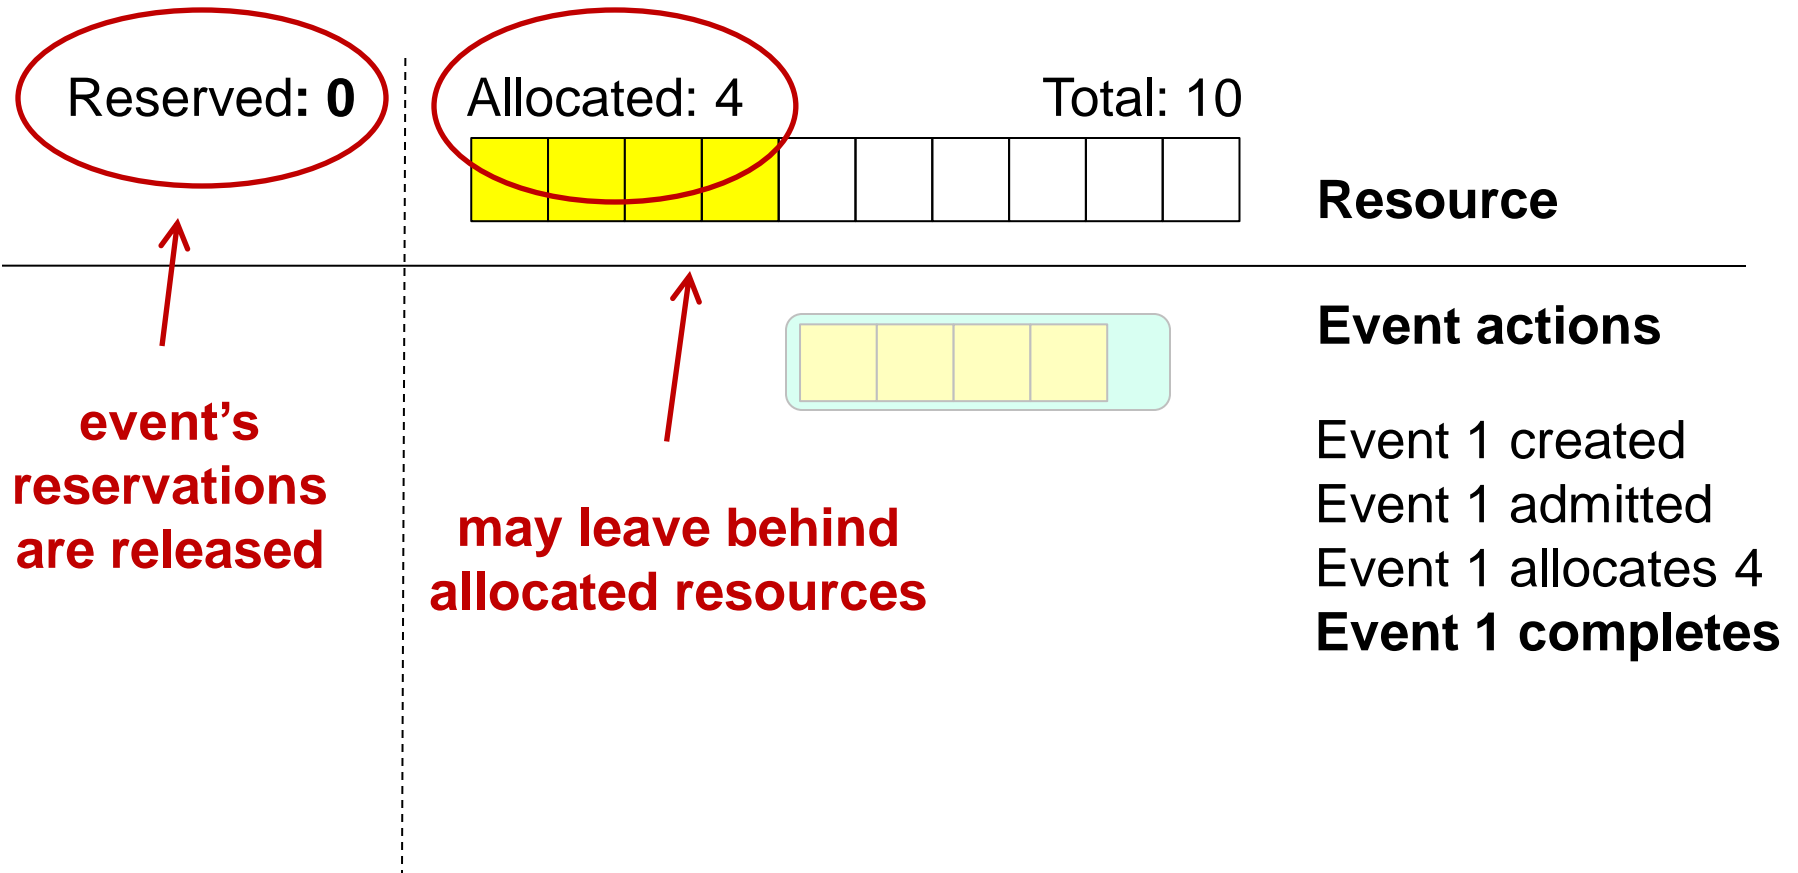 Reserved: 0
Allocated: 4
Total: 10
Resource
Event actions
event’s
reservations
are released
may leave behind
allocated resources
Event 1 created
Event 1 admitted
Event 1 allocates 4
Event 1 completes